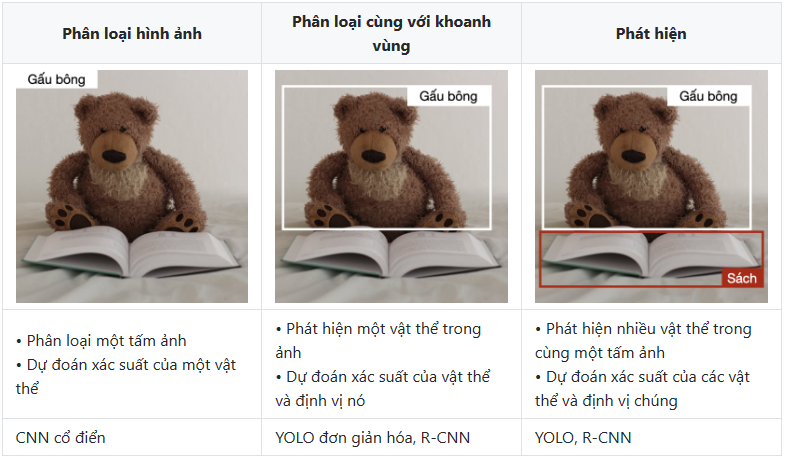 Phân loại hình ảnh
Phân loại cùng với khoanh
vùng
Phát hiện
Gấu bông
Gấu bông
Gấu bông
Sách
• Phân loại một tấm ảnh
• Dự đoán xác suất của một vật
thể
• Phát hiện một vật thể trong
ảnh
• Dự đoán xác suất của vật thể
và định vị nó
• Phát hiện nhiều vật thể trong
cùng một tấm ảnh
• Dự đoán xác suất của các vật
thể và định vị chúng
CNN cổ điển
YOLO đơn giản hóa, R-CNN
YOLO, R-CNN